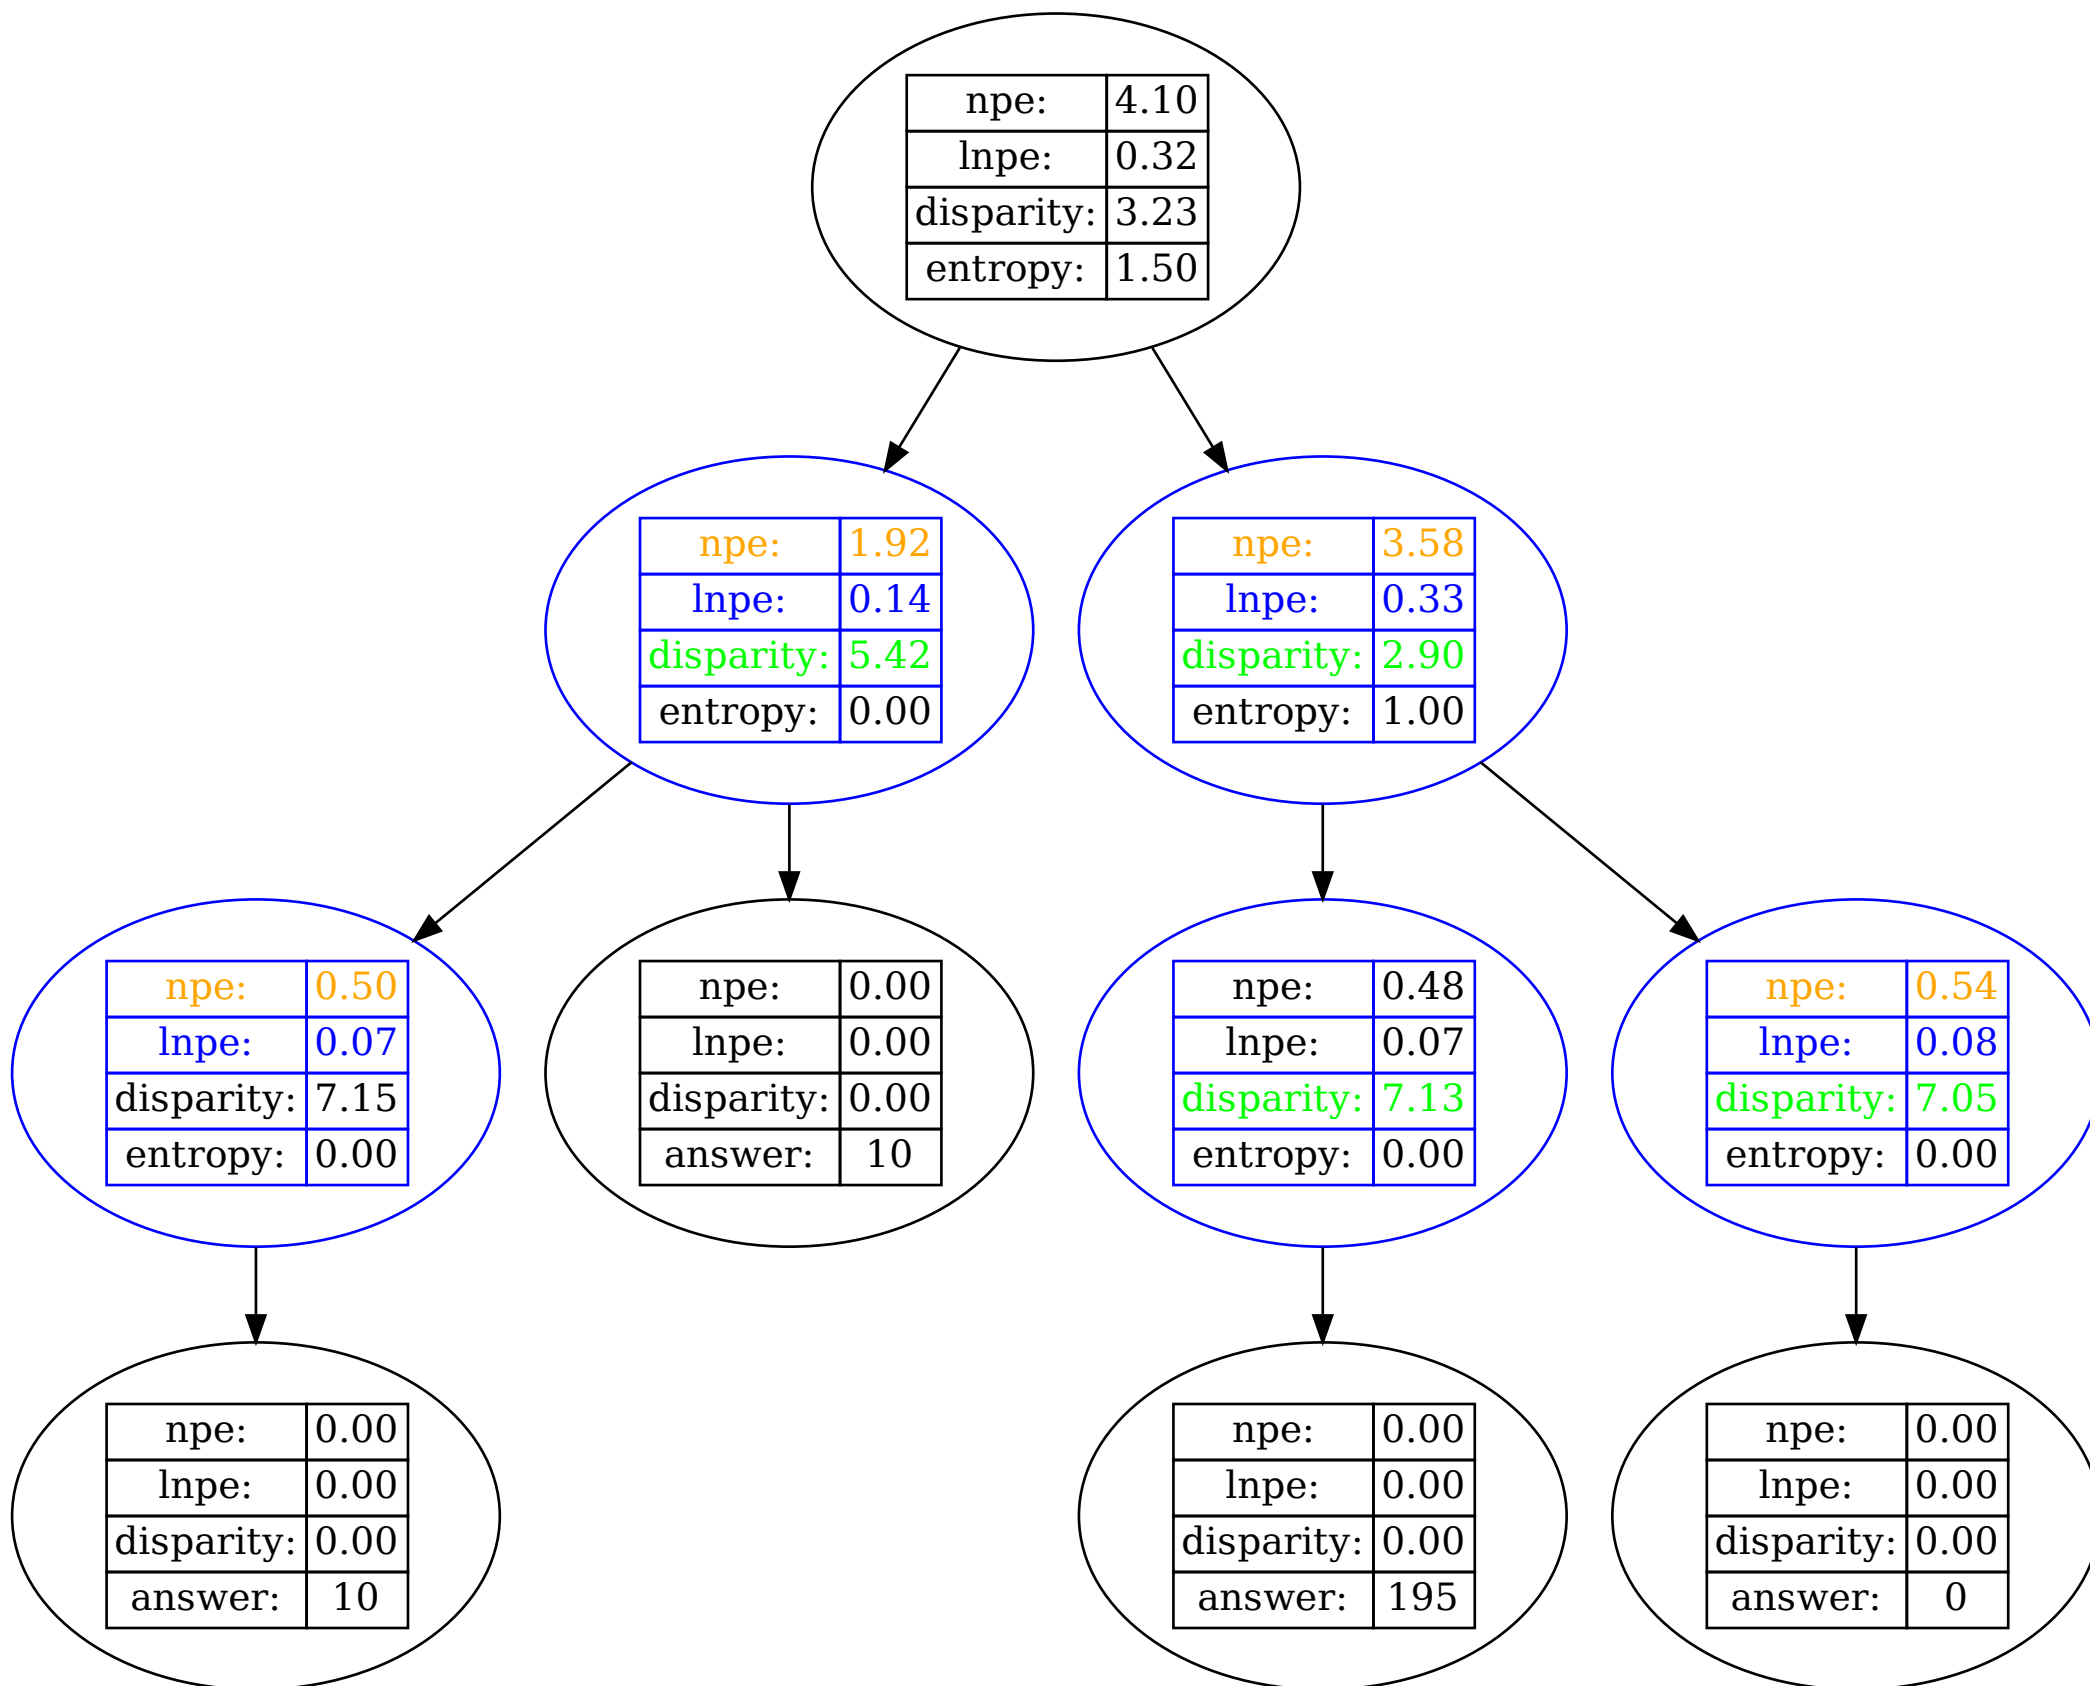 npe: 4.10
lnpe: 0.32
disparity: 3.23
entropy: 1.50
npe: 1.92
lnpe: 0.14
disparity: 5.42
entropy: 0.00
npe: 3.58
lnpe: 0.33
disparity: 2.90
entropy: 1.00
npe: 0.50
lnpe: 0.07
disparity: 7.15
entropy: 0.00
npe: 0.00
lnpe: 0.00
disparity: 0.00
answer: 10
npe: 0.48
lnpe: 0.07
disparity: 7.13
entropy: 0.00
npe: 0.54
lnpe: 0.08
disparity: 7.05
entropy: 0.00
npe: 0.00
lnpe: 0.00
disparity: 0.00
answer: 10
npe: 0.00
lnpe: 0.00
disparity: 0.00
answer: 195
npe: 0.00
lnpe: 0.00
disparity: 0.00
answer: 0